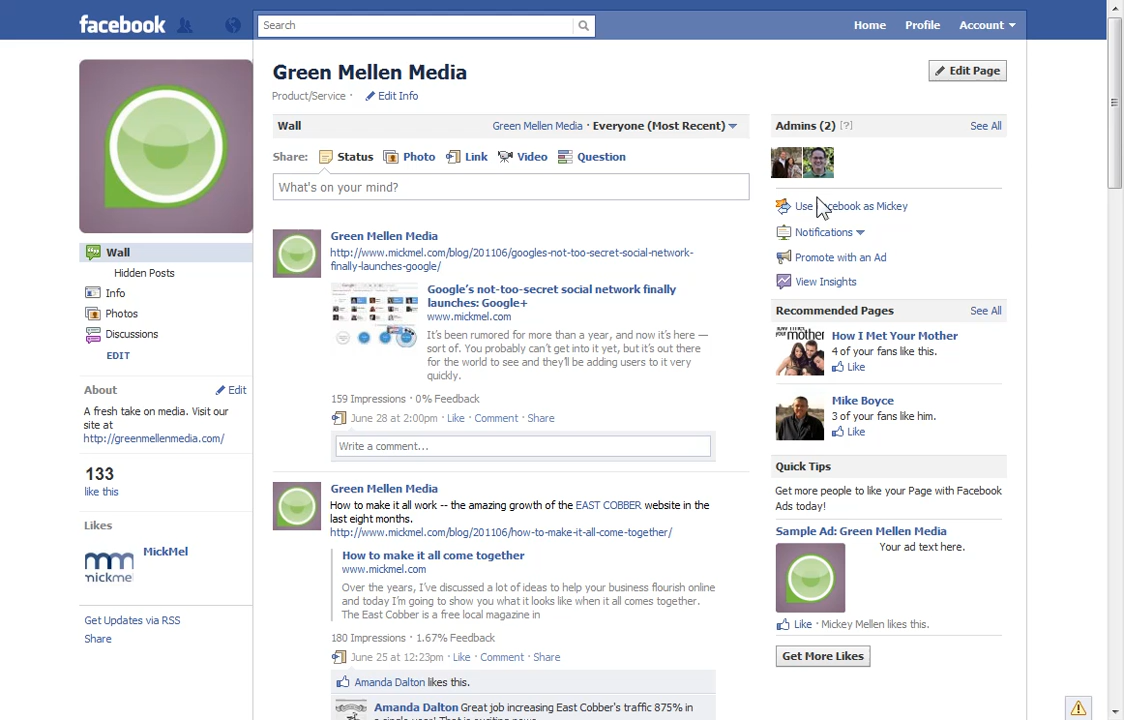 facebook
Search
Home
Profile
Account
Green Mellen Media
Edit Page
Product/Service ·
Edit Info
Wall
Green Mellen Media · Everyone (Most Recent)
Share:
Status
Photo
Link
Video
Question
What's on your mind?
Green Mellen Media
http://www.mickmel.com/blog/201106/googles-not-too-secret-social-network-
finally-launches-google/
Google's not-too-secret social network finally
launches: Google+
www.mickmel.com
It's been rumored for more than a year, and now it's here —
sort of. You probably can't get into it yet, but it's out there
for the world to see and they'll be adding users to it very
quickly.
159 Impressions · 0% Feedback
June 28 at 2:00pm · Like · Comment · Share
Write a comment...
Green Mellen Media
How to make it all work -- the amazing growth of the EAST COBBER website in the
last eight months.
http://www.mickmel.com/blog/201106/how-to-make-it-all-come-together/
How to make it all come together
www.mickmel.com
Over the years, I've discussed a lot of ideas to help your business flourish online
and today I'm going to show you what it looks like when it all comes together.
The East Cobber is a free local magazine in
180 Impressions · 1.67% Feedback
June 25 at 12:23pm · Like · Comment · Share
Amanda Dalton likes this.
Amanda Dalton Great job increasing East Cobber's traffic 875% in
Wall
Hidden Posts
Info
Photos
Discussions
EDIT
About
Edit
A fresh take on media. Visit our
site at
http://greenmellenmedia.com/
133
like this
Likes
mickmel
MickMel
Get Updates via RSS
Share
Admins (2) [?]
See All
Use Facebook as Mickey
Notifications
Promote with an Ad
View Insights
Recommended Pages
See All
mother
How I Met Your Mother
4 of your fans like this.
Like
Mike Boyce
3 of your fans like him.
Like
Quick Tips
Get more people to like your Page with Facebook
Ads today!
Sample Ad: Green Mellen Media
Your ad text here.
Like · Mickey Mellen likes this.
Get More Likes